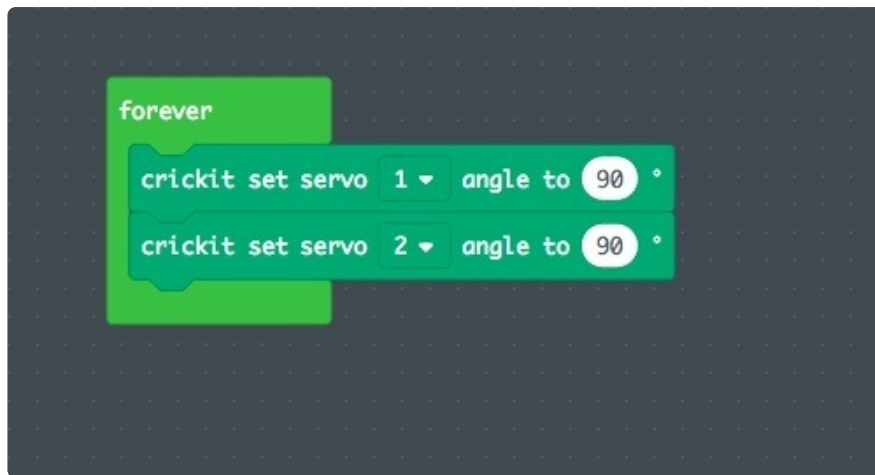 forever
crickit set servo 1 angle to 90 °
crickit set servo 2 angle to 90 °